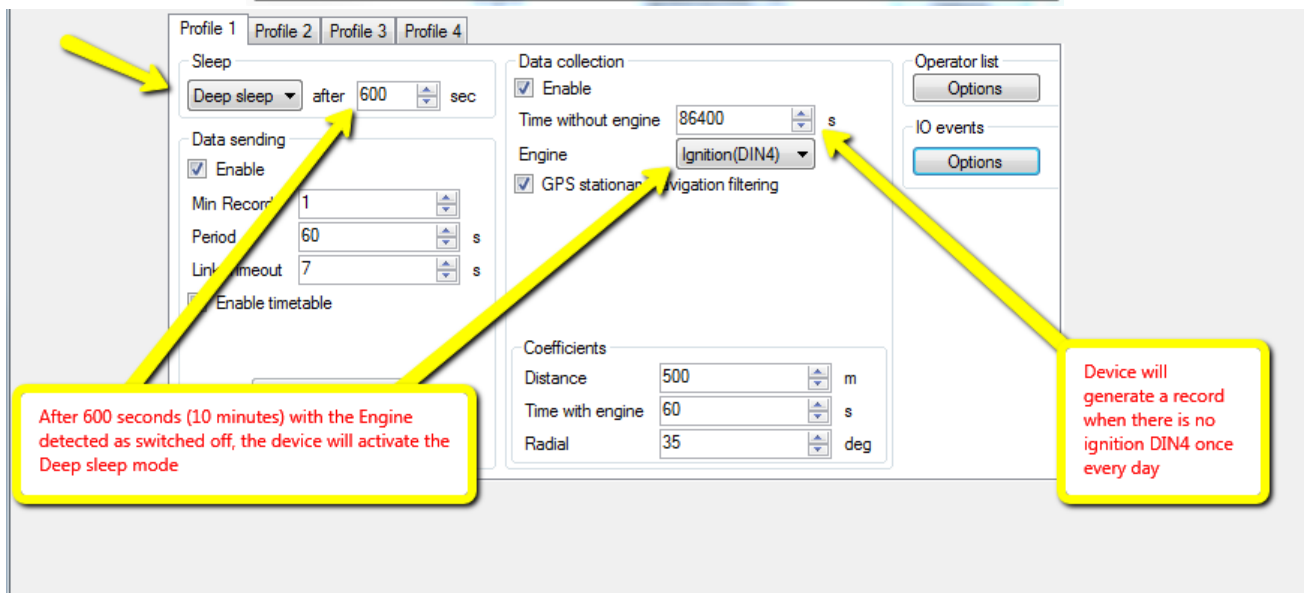 Profile 1 Profile 2 Profile 3 Profile 4
Sleep
Deep sleep after 600 sec
Data sending
Enable
Min Record 1
Period 60 s
Link timeout 7 s
Enable timetable
Data collection
Enable
Time without engine 86400 s
Engine Ignition(DIN4)
GPS stationary navigation filtering
Coefficients
Distance 500 m
Time with engine 60 s
Radial 35 deg
Operator list
Options
IO events
Options
After 600 seconds (10 minutes) with the Engine
detected as switched off, the device will activate the
Deep sleep mode
Device will
generate a record
when there is no
ignition DIN4 once
every day